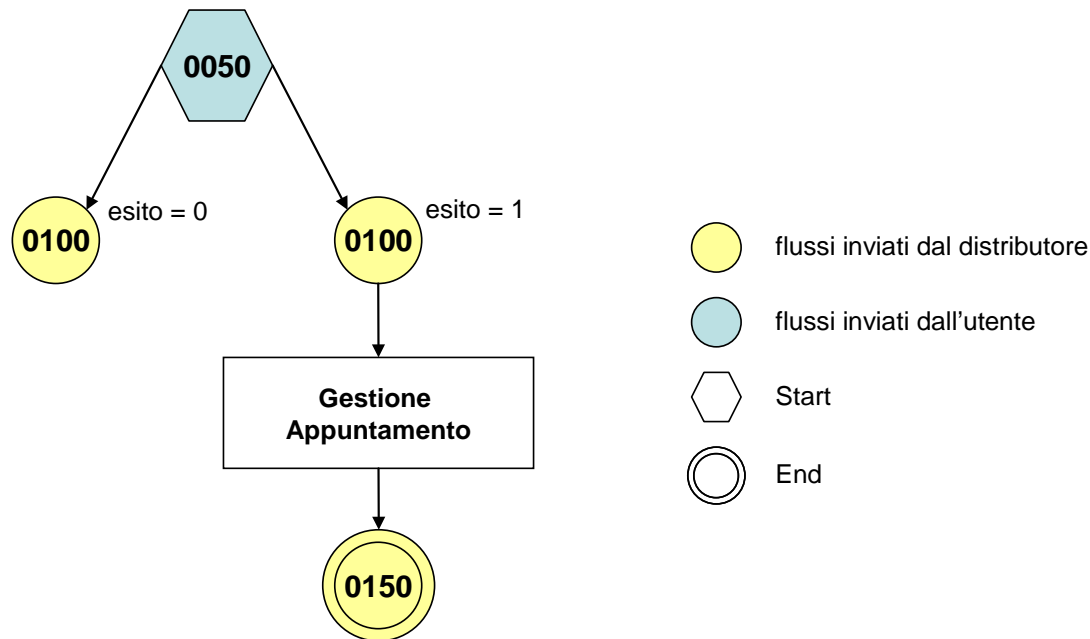 0050
0100
esito = 0
0100
esito = 1
Gestione
Appuntamento
0150
flussi inviati dal distributore
flussi inviati dall'utente
Start
End